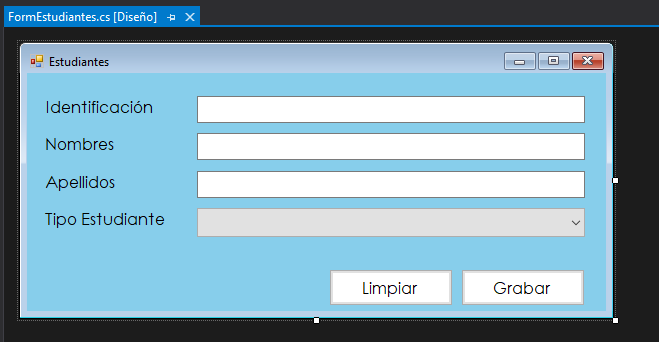 FormEstudiantes.cs [Diseño]
Estudiantes
Identificación
Nombres
Apellidos
Tipo Estudiante
Limpiar Grabar